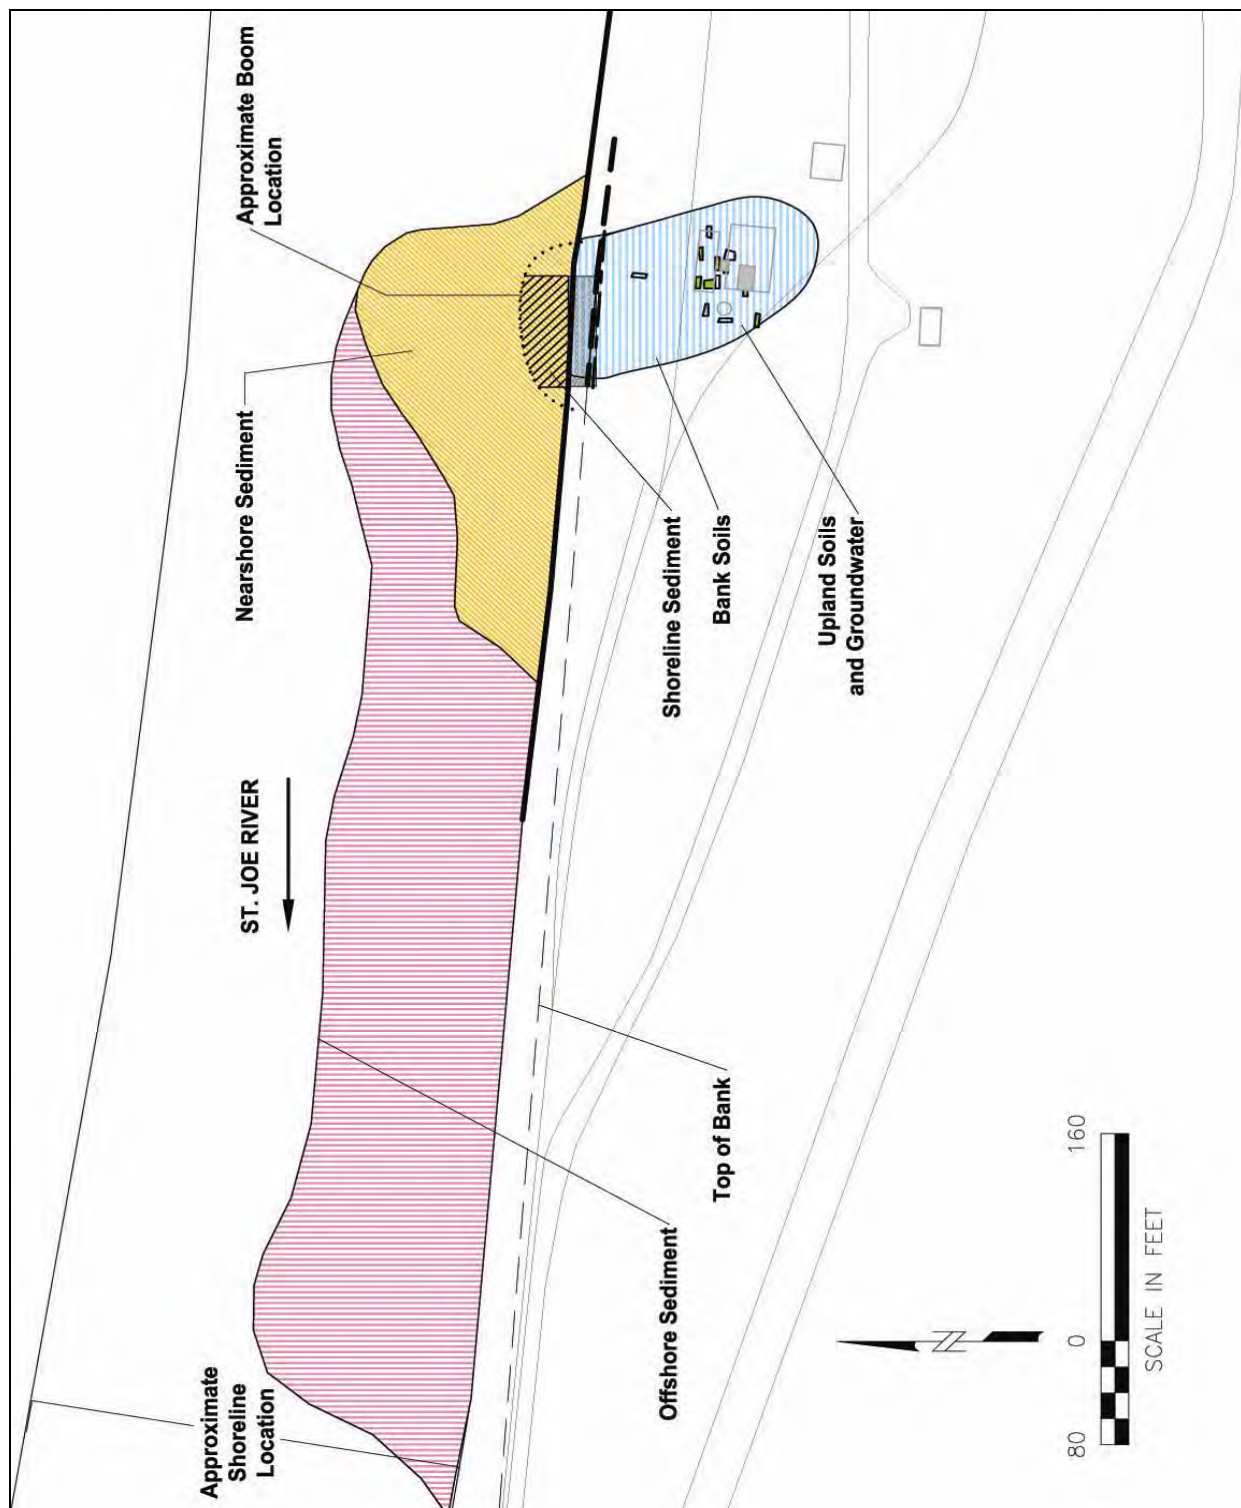 Approximate Boom
Location
Nearshore Sediment
ST. JOE RIVER
Approximate
Shoreline
Location
Shoreline Sediment
Bank Soils
Upland Soils
and Groundwater
Top of Bank
Offshore Sediment
80
0
160
SCALE IN FEET